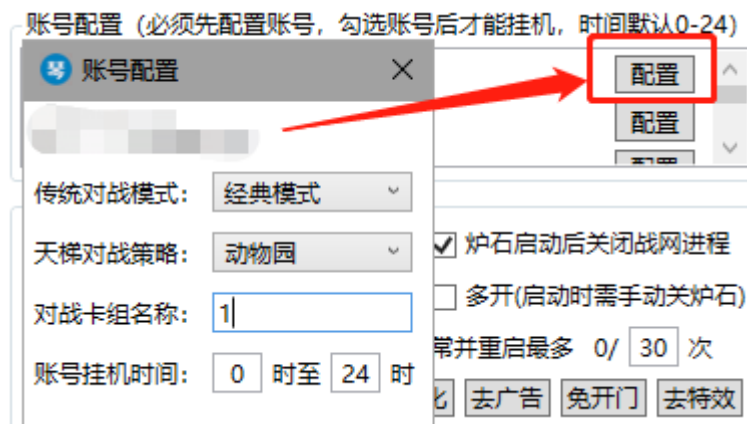 账号配置（必须先配置账号，勾选账号后才能挂机，时间默认0-24)
琴 账号配置
配置
配置
传统对战模式： 经典模式
天梯对战策略： 动物园
炉石启动后关闭战网进程
对战卡组名称： 1
多开(启动时需手动关炉石)
常并重启最多 0/ 30 次
账号挂机时间： 0 时至 24 时
去广告 免开门 去特效